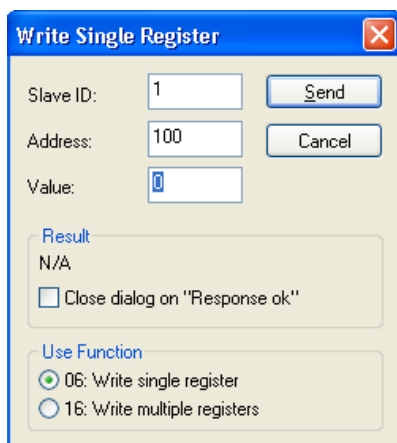 Write Single Register
Slave ID: 1 Send
Address: 100 Cancel
Value: 0
Result
N/A
Close dialog on "Response ok"
Use Function
06: Write single register
16: Write multiple registers